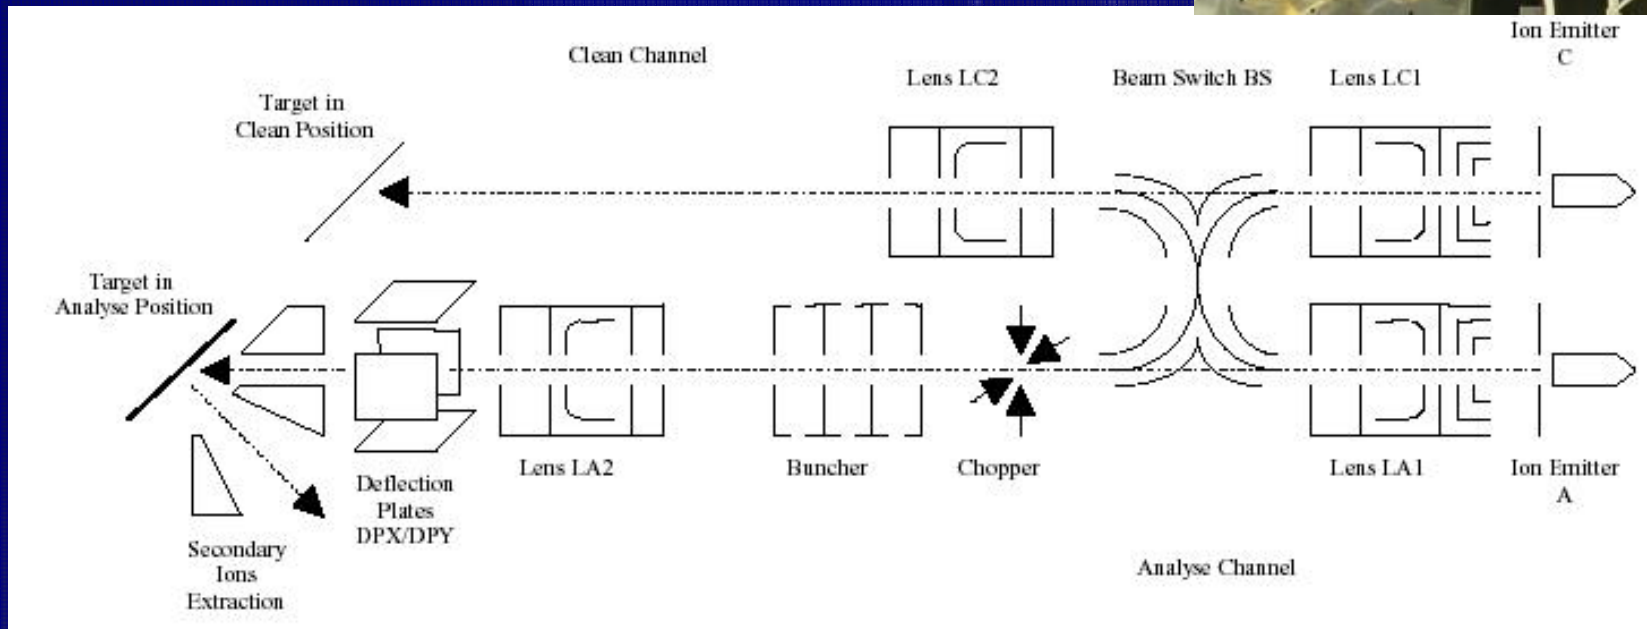 Clean Channel
Ion Emitter
C
Lens LC2
Beam Switch BS
Lens LC1
Target in
Clean Position
Target in
Analyse Position
Lens LA2
Buncher
Chopper
Lens LA1
Ion Emitter
A
Deflection
Plates
DPX/DPY
Secondary
Ions
Extraction
Analyse Channel